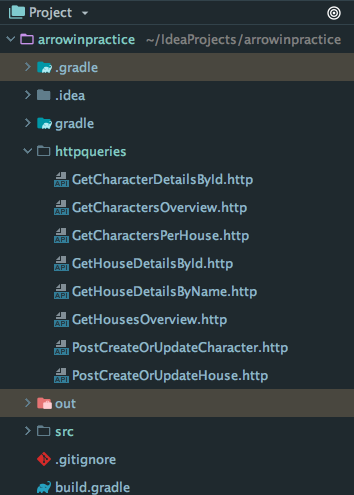 Project
arrowinpractice ~/IdeaProjects/arrowinpractice
.gradle
.idea
gradle
httpqueries
API GetCharacterDetailsById.http
API GetCharactersOverview.http
API GetCharactersPerHouse.http
API GetHouseDetailsById.http
API GetHouseDetailsByName.http
API GetHousesOverview.http
API PostCreateOrUpdateCharacter.http
API PostCreateOrUpdateHouse.http
out
src
.gitignore
build.gradle